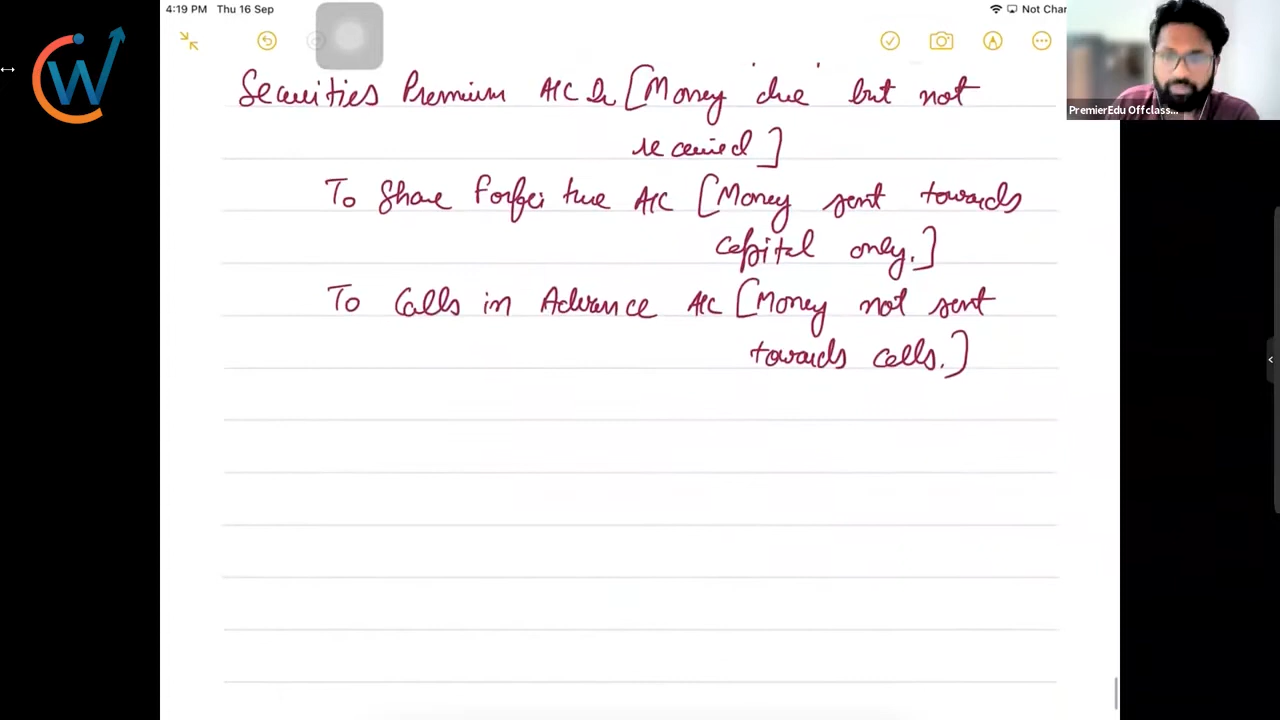 4:19 PM Thu 16 Sep
Not Char
PremierEdu Offclass...
W
Securities Premium A/C Dr [Money 'due' but not
received]
To Share Forfeiture A/C [Money sent towards
capital only.]
To Calls in Advance A/C [Money not sent
towards calls.]